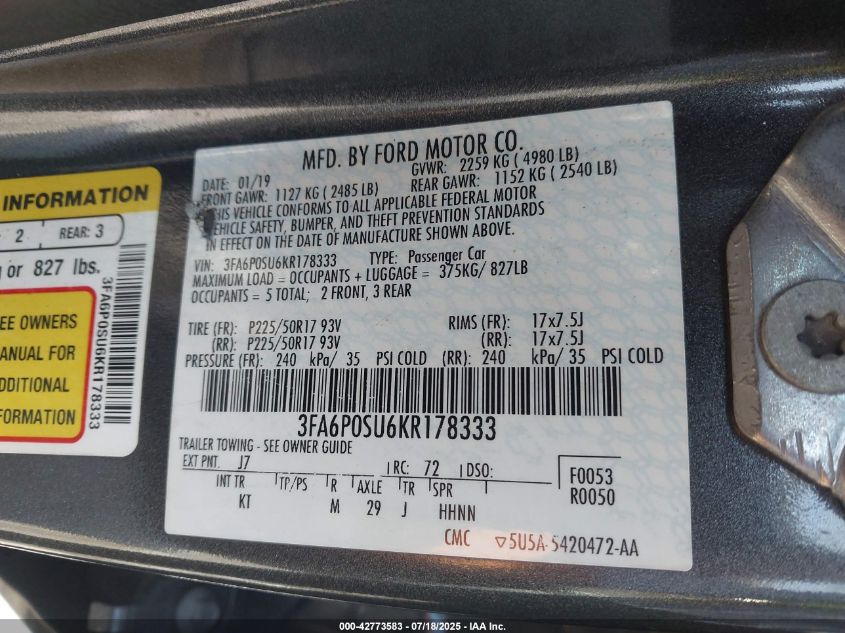 INFORMATION
2 REAR: 3
or 827 lbs.
EE OWNERS
ANUAL FOR
DDITIONAL
FORMATION
3FA6P0SU6KR178333
MFD. BY FORD MOTOR CO.
DATE: 01/19 GVWR: 2259 KG ( 4980 LB)
FRONT GAWR: 1127 KG ( 2485 LB) REAR GAWR: 1152 KG ( 2540 LB)
THIS VEHICLE CONFORMS TO ALL APPLICABLE FEDERAL MOTOR
VEHICLE SAFETY, BUMPER, AND THEFT PREVENTION STANDARDS
IN EFFECT ON THE DATE OF MANUFACTURE SHOWN ABOVE.
VIN: 3FA6P0SU6KR178333 TYPE: Passenger Car
MAXIMUM LOAD = OCCUPANTS + LUGGAGE = 375KG/ 827LB
OCCUPANTS = 5 TOTAL; 2 FRONT, 3 REAR
TIRE (FR): P225/50R17 93V RIMS (FR): 17x7.5J
(RR): P225/50R17 93V (RR): 17x7.5J
PRESSURE (FR): 240 kPa/ 35 PSI COLD (RR): 240 kPa/ 35 PSI COLD
3FA6P0SU6KR178333
TRAILER TOWING - SEE OWNER GUIDE
EXT PNT: J7 RC: 72 DSO: F0053
INT TR TP/PS R AXLE TR SPR R0050
KT M 29 J HHNN
CMC ▽5U5A-5420472-AA
000-42773583 - 07/18/2025 - IAA Inc.